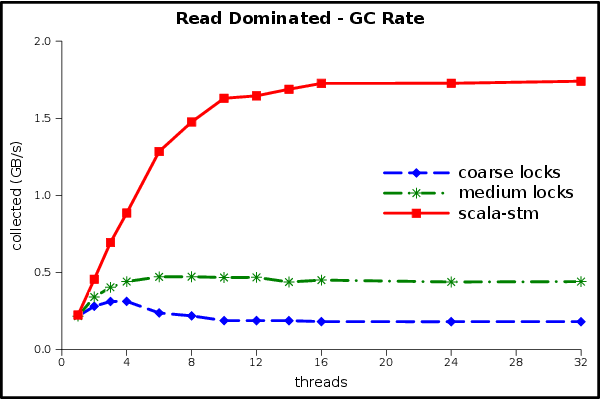 Read Dominated - GC Rate
2.0
1.5
1.0
0.5
0.0
collected (GB/s)
coarse locks
medium locks
scala-stm
0 4 8 12 16 20 24 28 32
threads